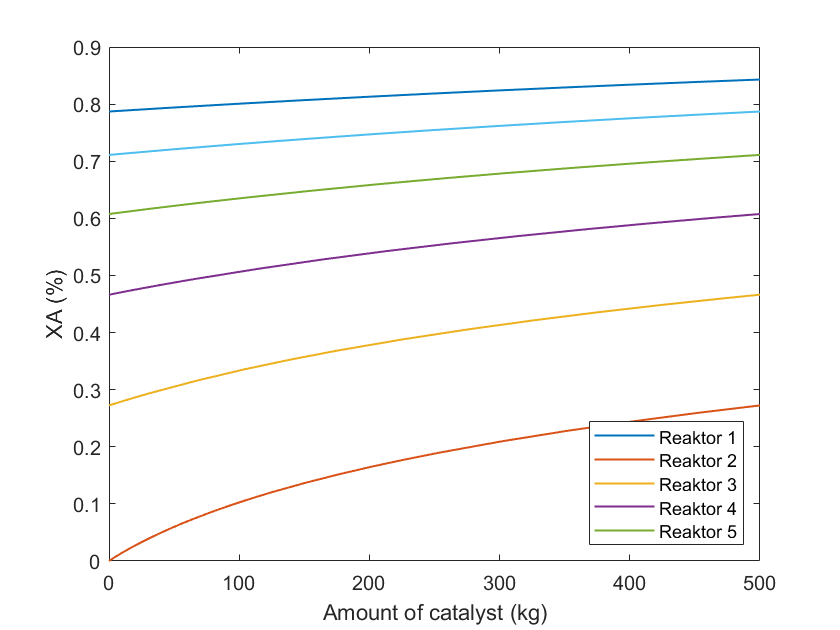 0.9
0.8
0.7
0.6
0.5
0.4
0.3
0.2
0.1
0
XA (%)
Reaktor 1
Reaktor 2
Reaktor 3
Reaktor 4
Reaktor 5
0 100 200 300 400 500
Amount of catalyst (kg)